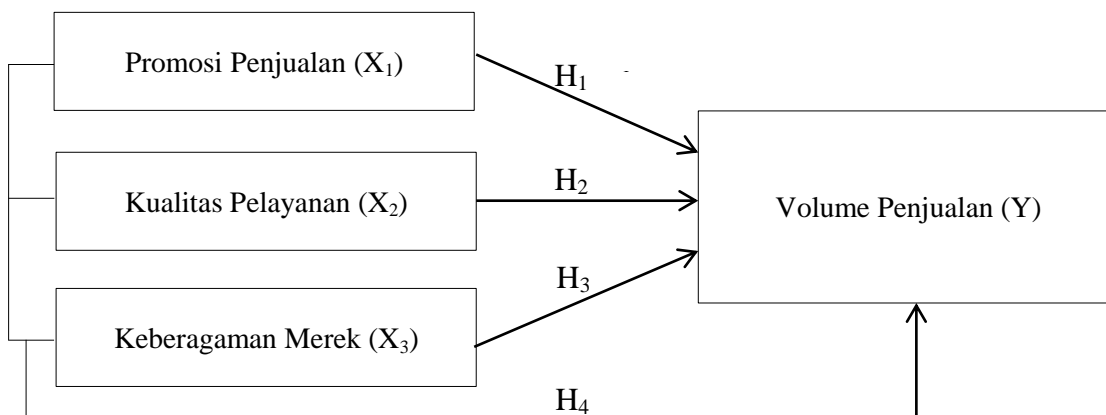 Promosi Penjualan (X₁)
H₁
Kualitas Pelayanan (X₂)
H₂
Volume Penjualan (Y)
H₃
Keberagaman Merek (X₃)
H₄